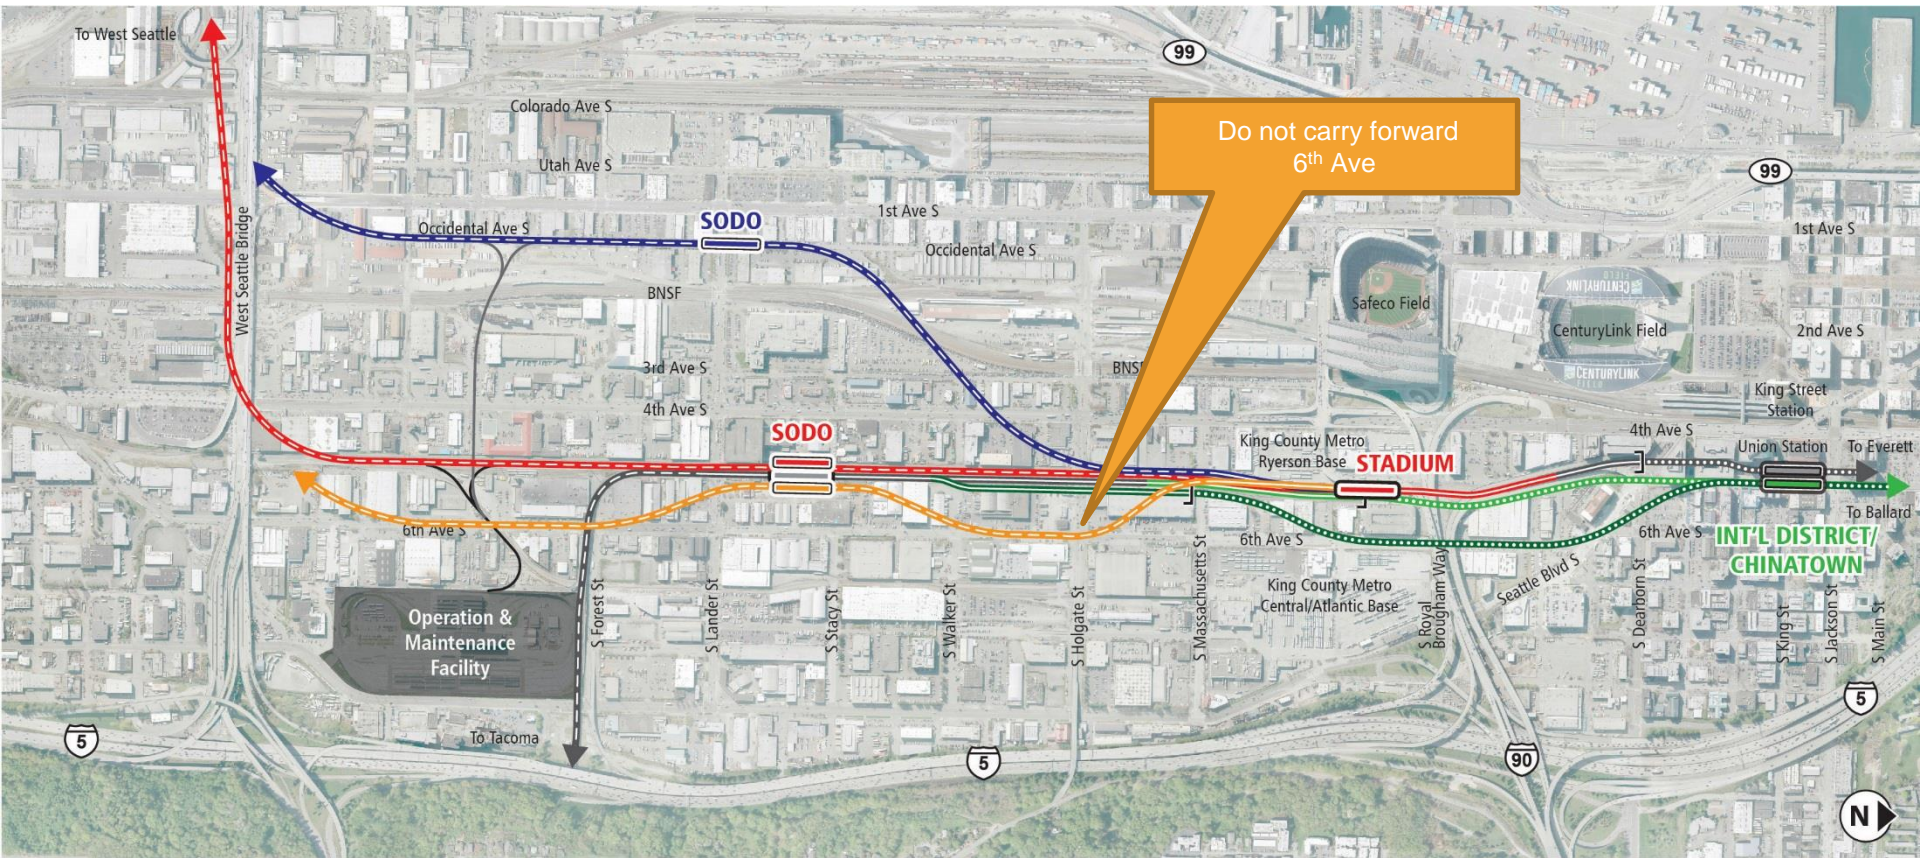 To West Seattle
99
Colorado Ave S
Do not carry forward
6th Ave
Utah Ave S
99
1st Ave S
SODO
Occidental Ave S
1st Ave S
Occidental Ave S
West Seattle Bridge
BNSF
Safeco Field
CENTURYLINK
FIELD
CenturyLink Field
2nd Ave S
3rd Ave S
BNSF
CENTURYLINK
FIELD
King Street
Station
4th Ave S
SODO
4th Ave S
King County Metro
Ryerson Base
STADIUM
Union Station
To Everett
To Ballard
6th Ave S
6th Ave S
6th Ave S
INT'L DISTRICT/
CHINATOWN
Operation &
Maintenance
Facility
S Forest St
S Lander St
S Stacy St
S Walker St
S Holgate St
S Massachusetts St
King County Metro
Central/Atlantic Base
S Royal
Brougham Way
Seattle Blvd S
S Dearborn St
S King St
S Jackson St
S Main St
5
To Tacoma
5
90
5
N